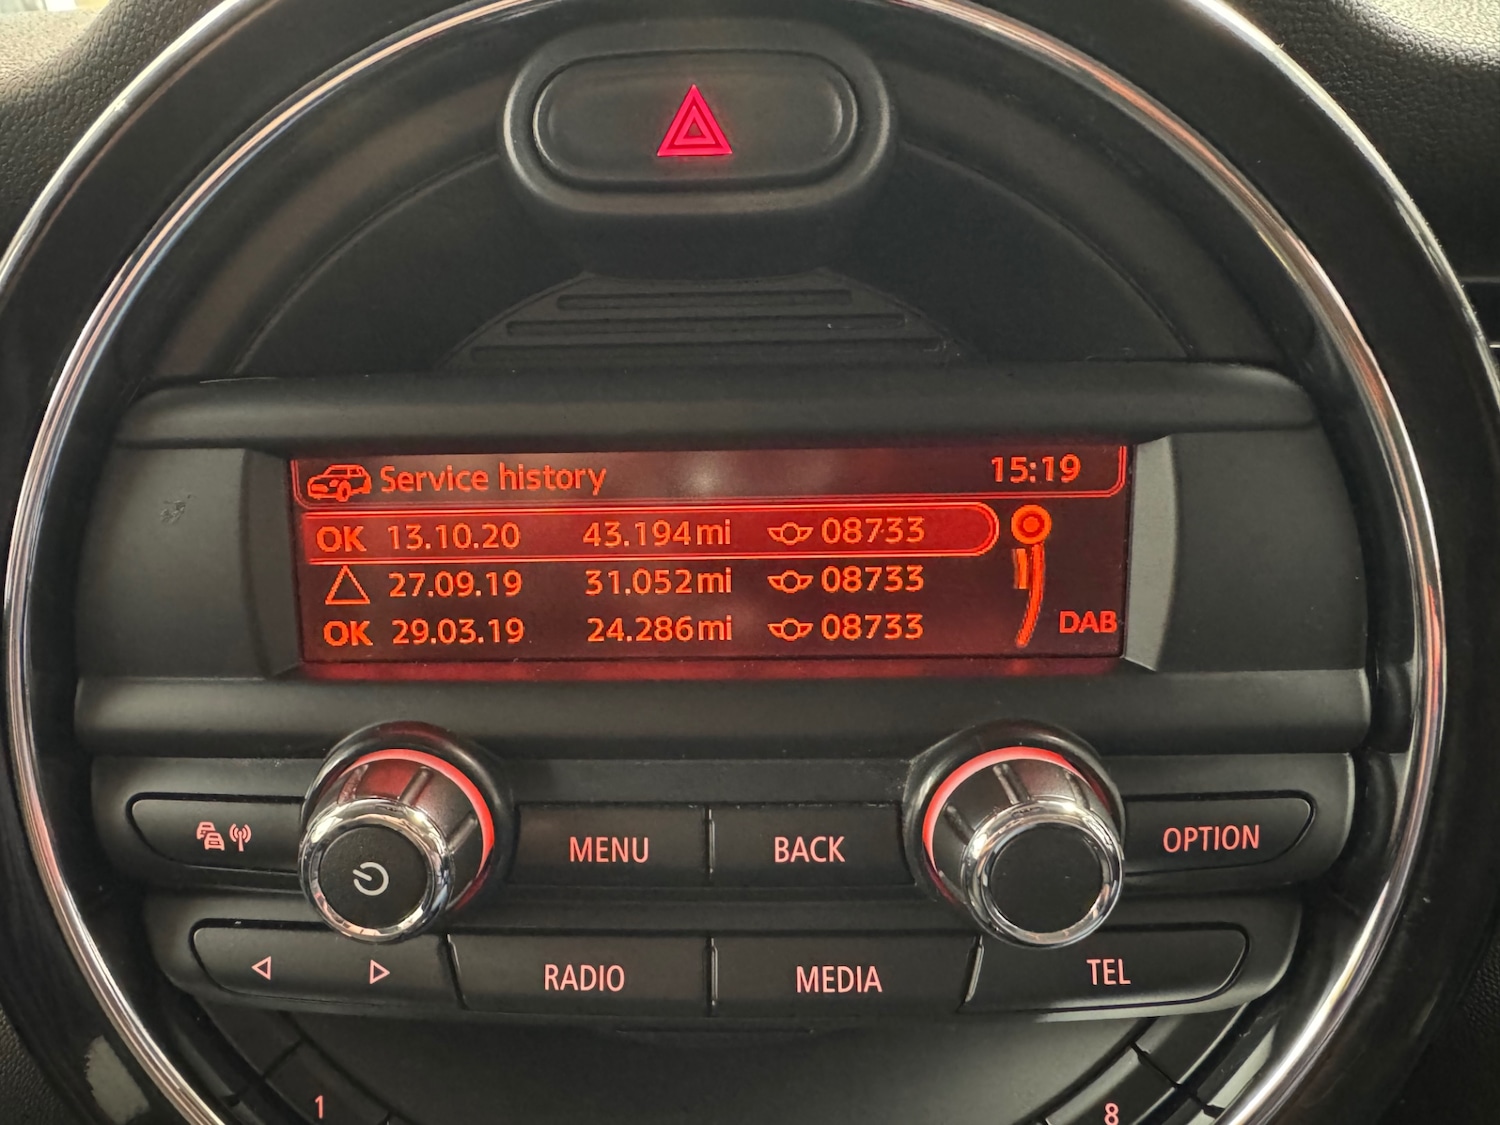 Service history 15:19
OK 13.10.20 43.194mi 08733
27.09.19 31.052mi 08733
OK 29.03.19 24.286mi 08733
DAB
MENU BACK OPTION
RADIO MEDIA TEL
1 8